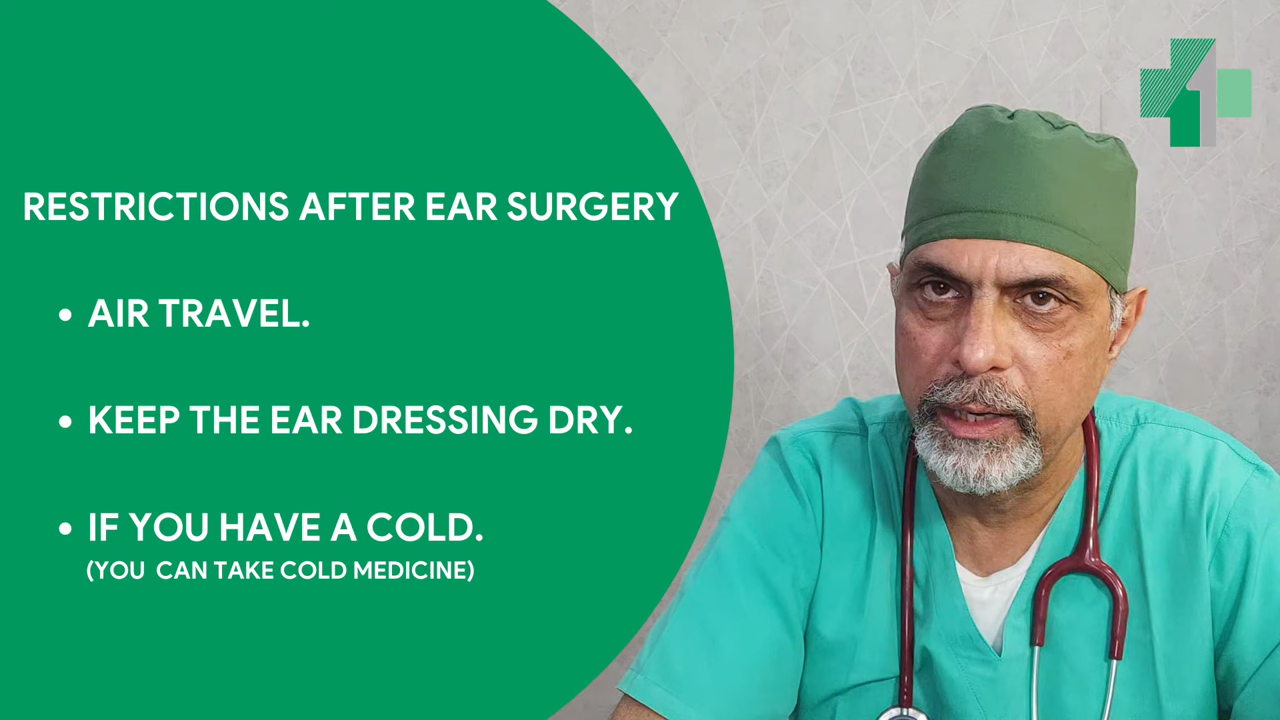 RESTRICTIONS AFTER EAR SURGERY
• AIR TRAVEL.
• KEEP THE EAR DRESSING DRY.
• IF YOU HAVE A COLD.
(YOU CAN TAKE COLD MEDICINE)